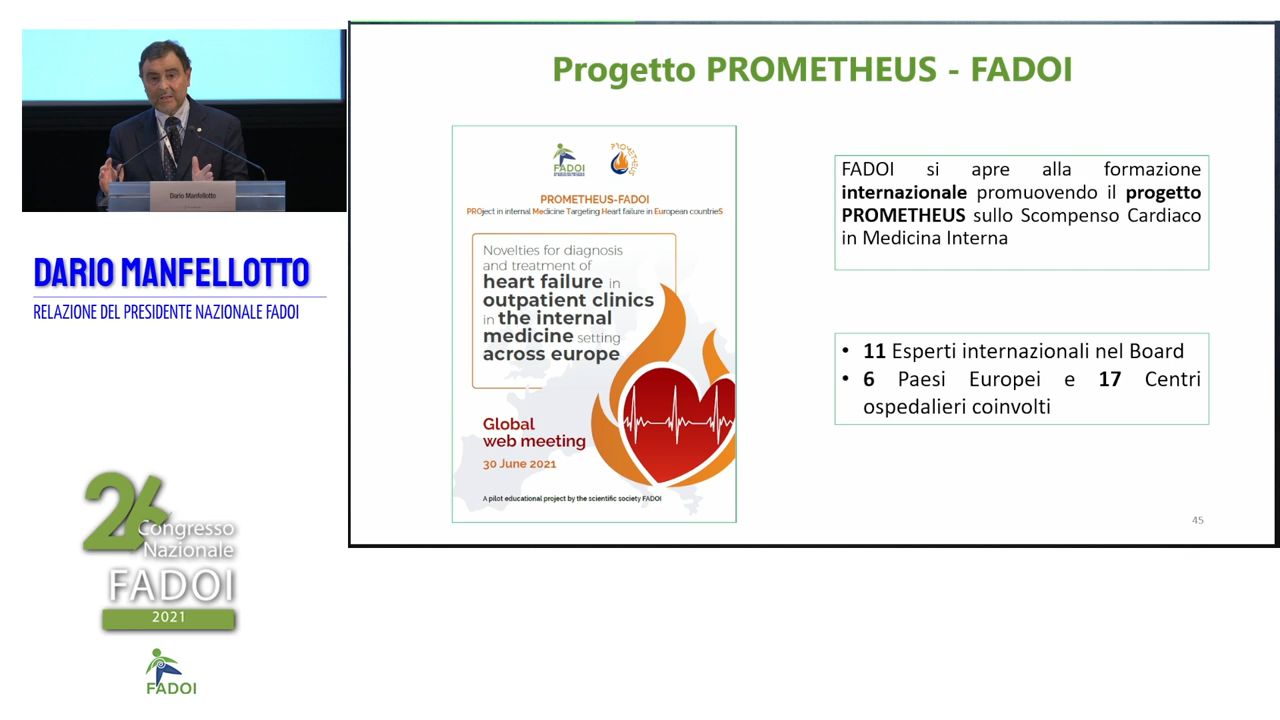 Dario Manfellotto
DARIO MANFELLOTTO
RELAZIONE DEL PRESIDENTE NAZIONALE FADOI
26
Congresso
Nazionale
FADOI
2021
FADOI
Progetto PROMETHEUS - FADOI
FADOI
PROMETHEUS
PROMETHEUS-FADOI
PROject in internal Medicine Targeting Heart failure in European countrieS
Novelties for diagnosis
and treatment of
heart failure in
outpatient clinics
in the internal
medicine setting
across europe
Global
web meeting
30 June 2021
A pilot educational project by the scientific society FADOI
FADOI si apre alla formazione
internazionale promuovendo il progetto
PROMETHEUS sullo Scompenso Cardiaco
in Medicina Interna
• 11 Esperti internazionali nel Board
• 6 Paesi Europei e 17 Centri
ospedalieri coinvolti
45